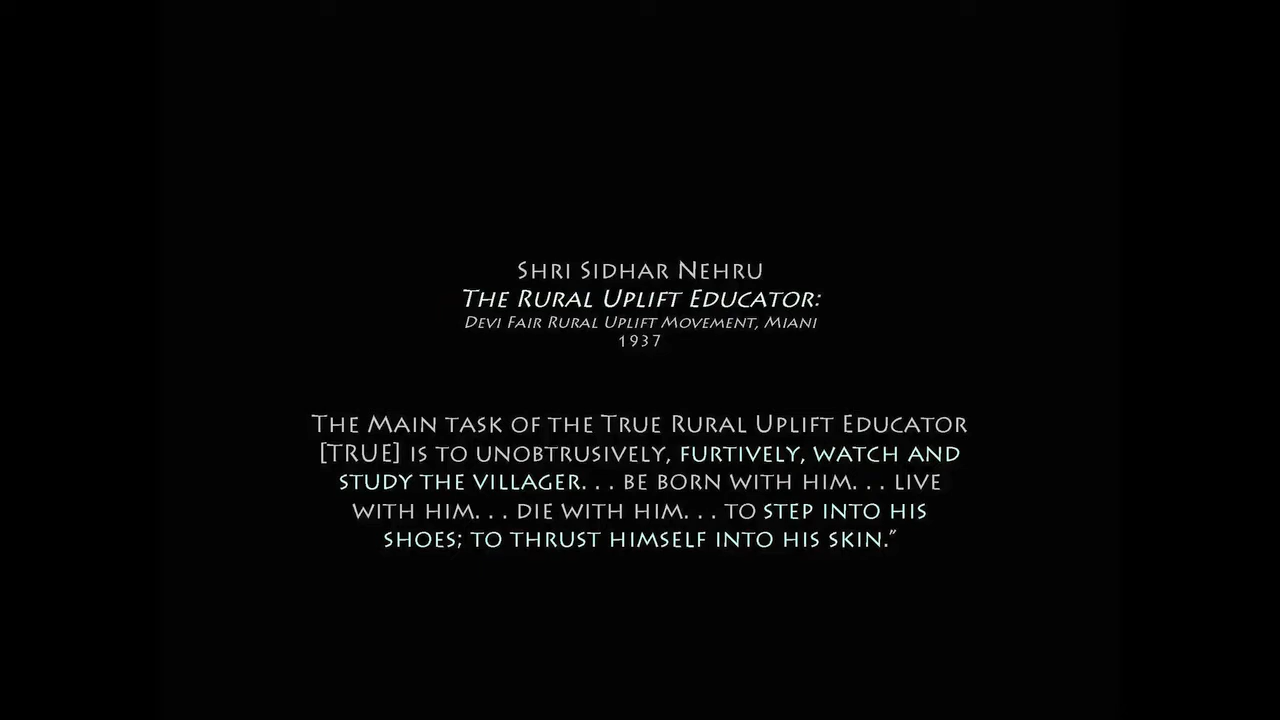 Shri Sidhar Nehru
The Rural Uplift Educator:
Devi Fair Rural Uplift Movement, Miani
1937
The Main task of the True Rural Uplift Educator
[TRUE] is to unobtrusively, furtively, watch and
study the villager. . . be born with him. . . live
with him. . . die with him. . . to step into his
shoes; to thrust himself into his skin.”